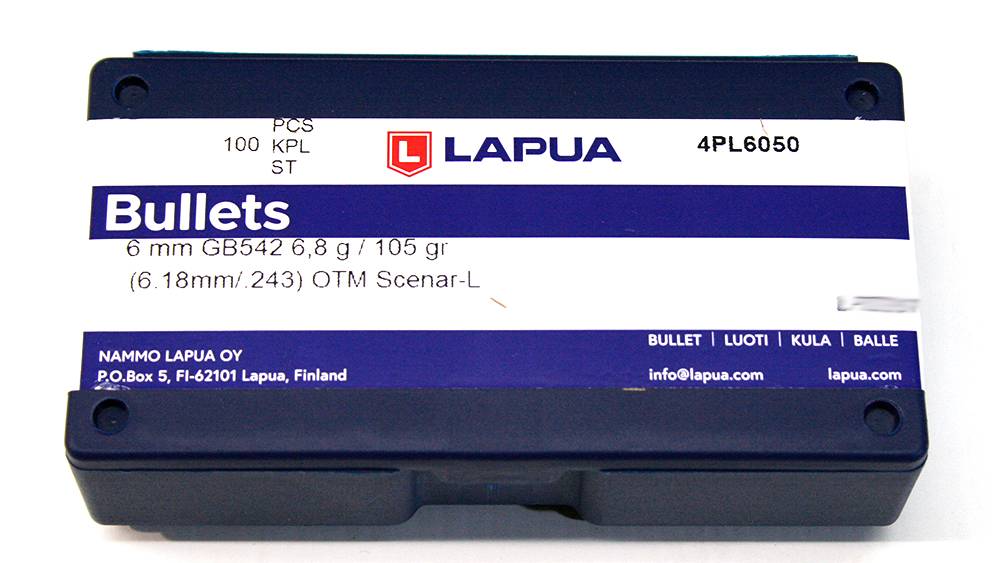 PCS
100 KPL
ST
L LAPUA
4PL6050
Bullets
6 mm GB542 6,8 g / 105 gr
(6.18mm/.243) OTM Scenar-L
BULLET | LUOTI | KULA | BALLE
NAMMO LAPUA OY
P.O.Box 5, FI-62101 Lapua, Finland
info@lapua.com
lapua.com